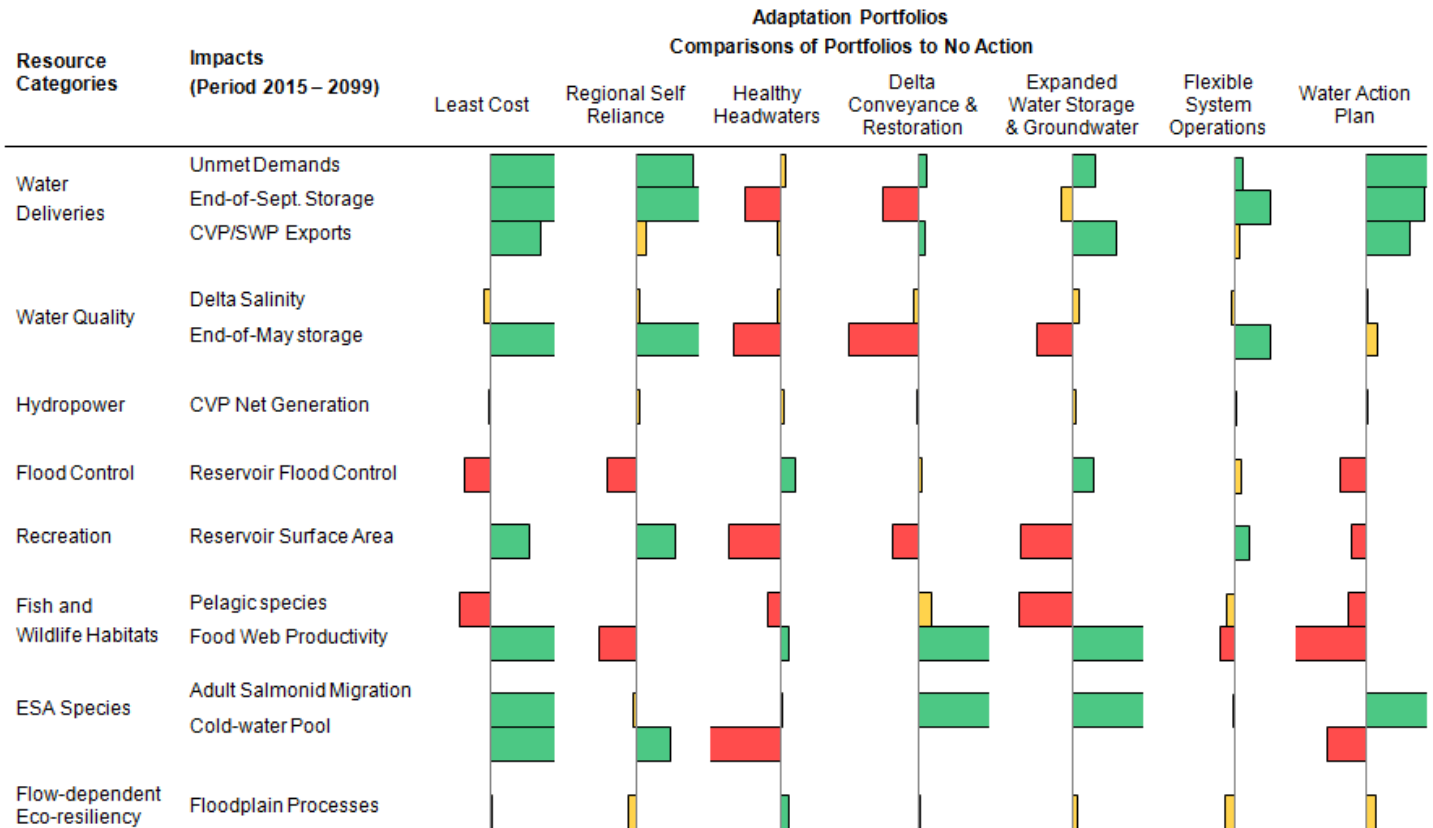 Adaptation Portfolios
Comparisons of Portfolios to No Action
Resource
Categories
Impacts
(Period 2015 – 2099)
Least Cost
Regional Self
Reliance
Healthy
Headwaters
Delta
Conveyance &
Restoration
Expanded
Water Storage
& Groundwater
Flexible
System
Operations
Water Action
Plan
Water
Deliveries
Unmet Demands
End-of-Sept. Storage
CVP/SWP Exports
Water Quality
Delta Salinity
End-of-May storage
Hydropower
CVP Net Generation
Flood Control
Reservoir Flood Control
Recreation
Reservoir Surface Area
Fish and
Wildlife Habitats
Pelagic species
Food Web Productivity
ESA Species
Adult Salmonid Migration
Cold-water Pool
Flow-dependent
Eco-resiliency
Floodplain Processes